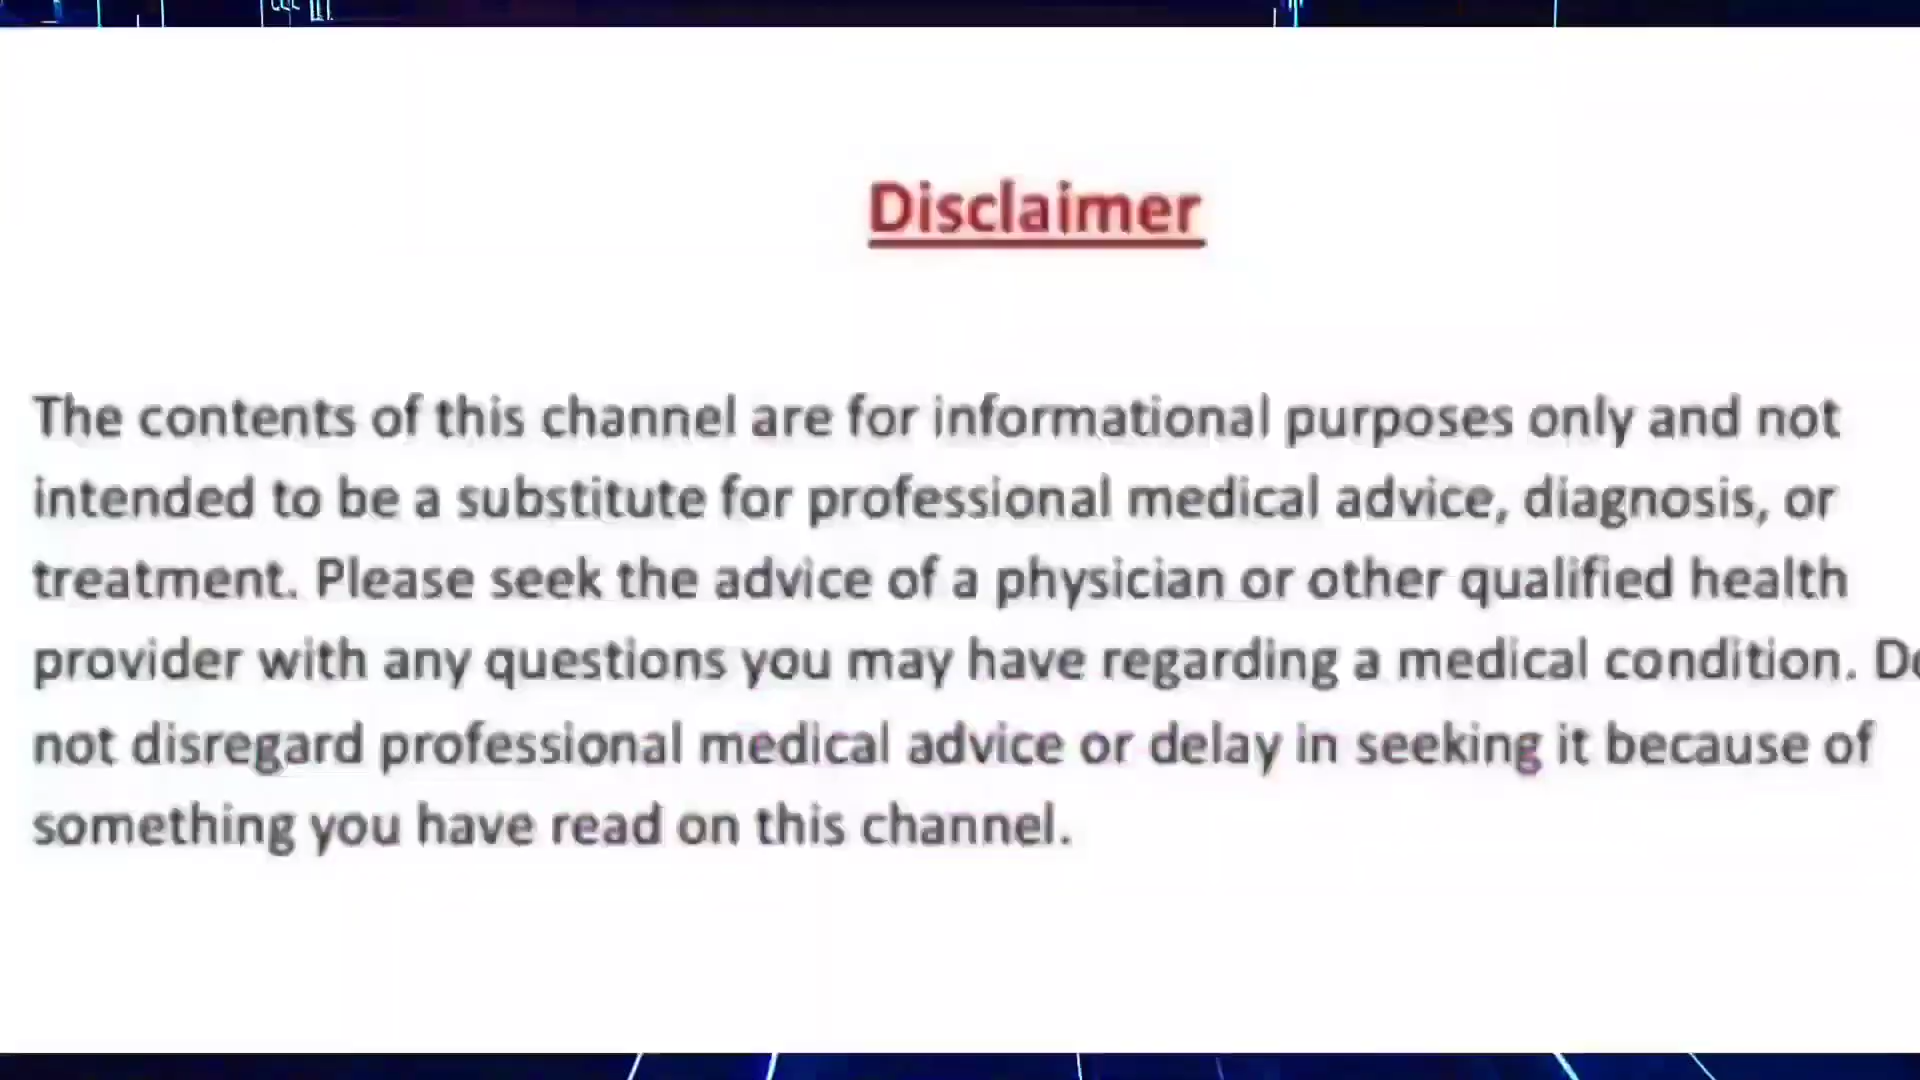 Disclaimer
The contents of this channel are for informational purposes only and not
intended to be a substitute for professional medical advice, diagnosis, or
treatment. Please seek the advice of a physician or other qualified health
provider with any questions you may have regarding a medical condition. Do
not disregard professional medical advice or delay in seeking it because of
something you have read on this channel.